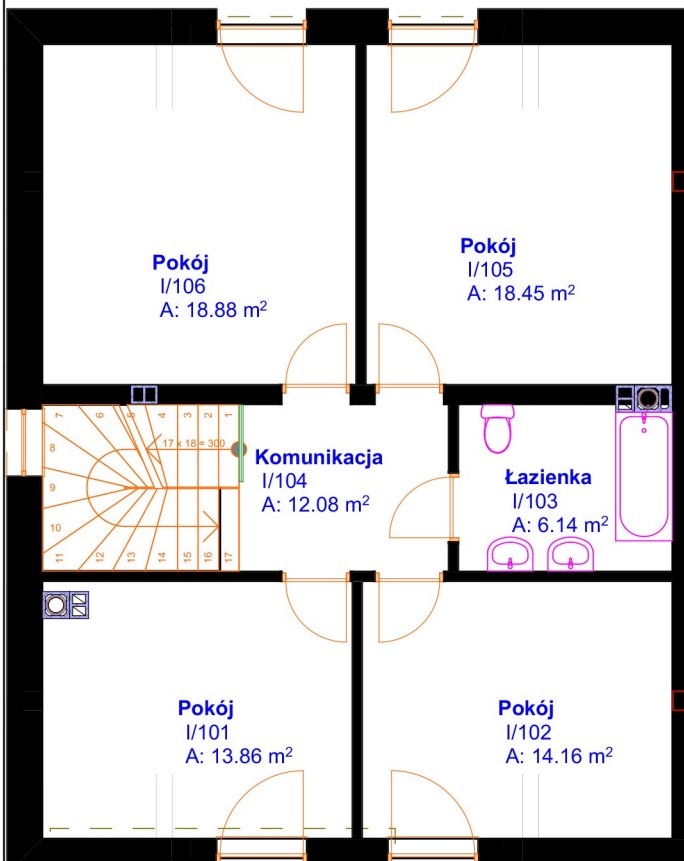 Pokój
I/106
A: 18.88 m²
Pokój
I/105
A: 18.45 m²
7
6
5
4
3
2
1
17 x 18 = 300
8
9
10
11
12
13
14
15
16
17
Komunikacja
I/104
A: 12.08 m²
Łazienka
I/103
A: 6.14 m²
Pokój
I/101
A: 13.86 m²
Pokój
I/102
A: 14.16 m²